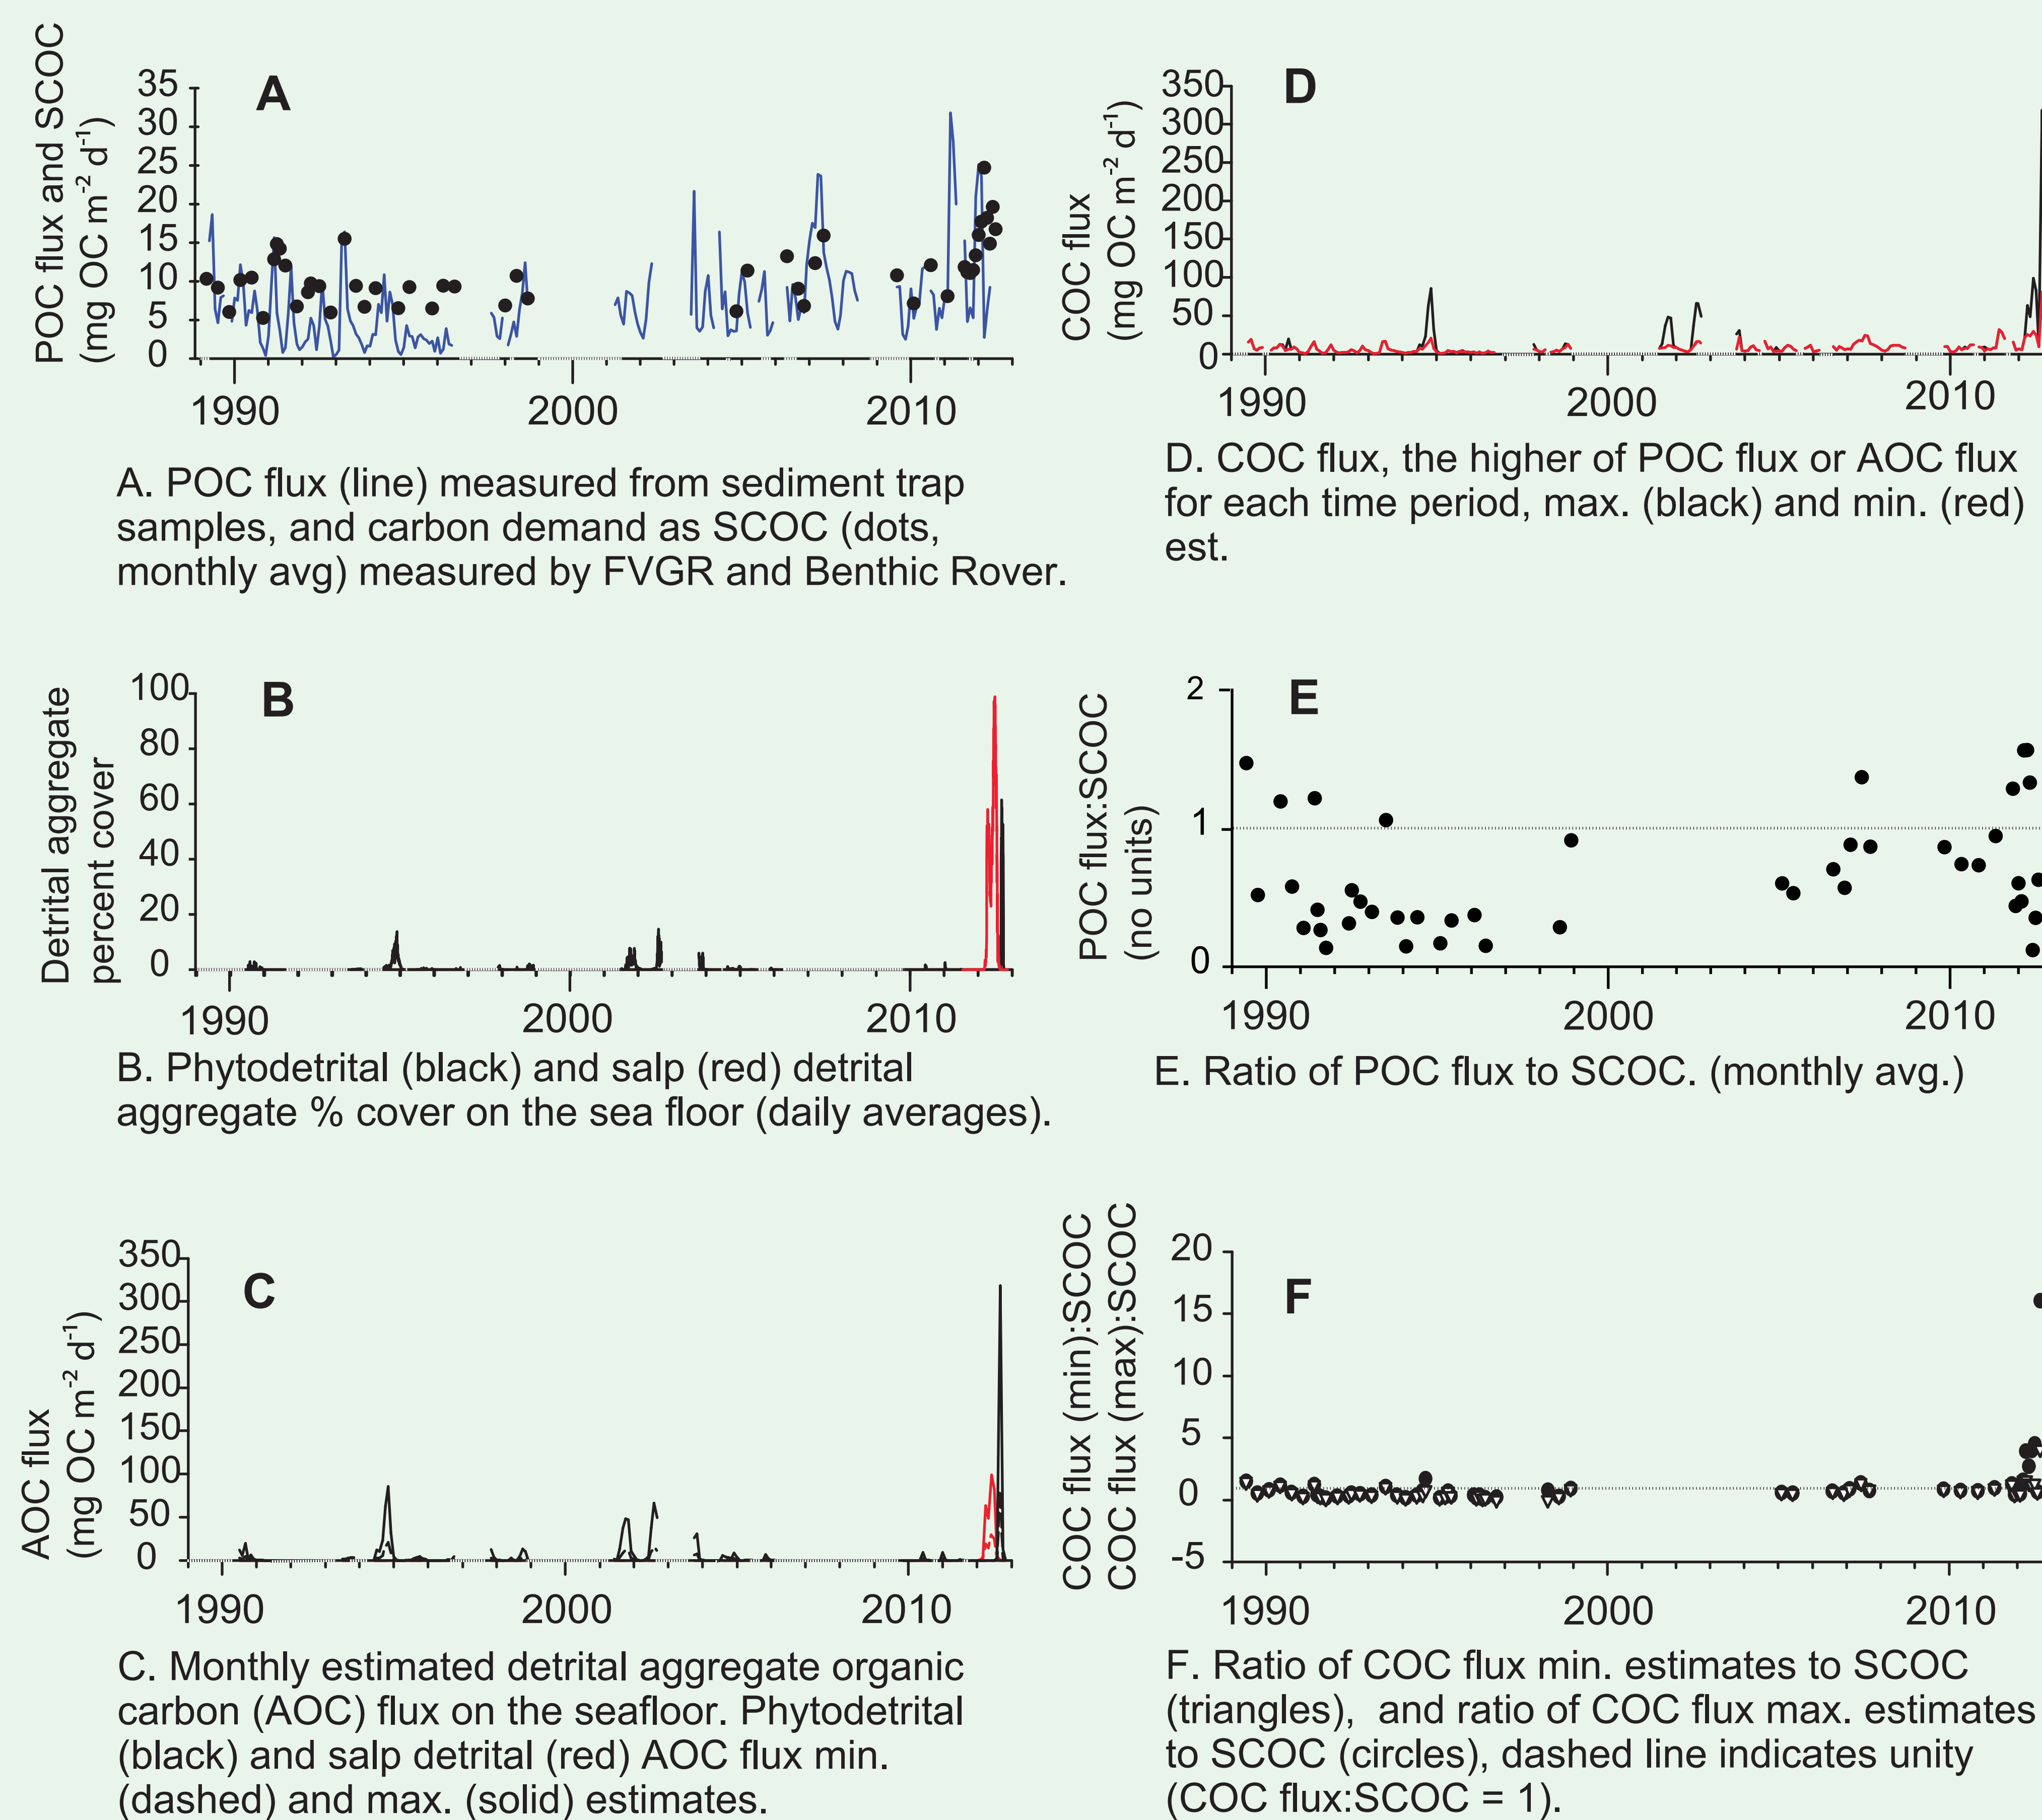 POC flux and SCOC
(mg OC m-2 d-1)
35
30
25
20
15
10
5
0
A
1990
2000
2010
A. POC flux (line) measured from sediment trap
samples, and carbon demand as SCOC (dots,
monthly avg) measured by FVGR and Benthic Rover.
Detrital aggregate
percent cover
100
80
60
40
20
0
B
1990
2000
2010
B. Phytodetrital (black) and salp (red) detrital
aggregate % cover on the sea floor (daily averages).
AOC flux
(mg OC m-2 d-1)
350
300
250
200
150
100
50
0
C
1990
2000
2010
C. Monthly estimated detrital aggregate organic
carbon (AOC) flux on the seafloor. Phytodetrital
(black) and salp detrital (red) AOC flux min.
(dashed) and max. (solid) estimates.
COC flux
(mg OC m-2 d-1)
350
300
250
200
150
100
50
0
D
1990
2000
2010
D. COC flux, the higher of POC flux or AOC flux
for each time period, max. (black) and min. (red)
est.
POC flux:SCOC
(no units)
2
1
0
E
1990
2000
2010
E. Ratio of POC flux to SCOC. (monthly avg.)
COC flux (min):SCOC
COC flux (max):SCOC
20
15
10
5
0
-5
F
1990
2000
2010
F. Ratio of COC flux min. estimates to SCOC
(triangles), and ratio of COC flux max. estimates
to SCOC (circles), dashed line indicates unity
(COC flux:SCOC = 1).